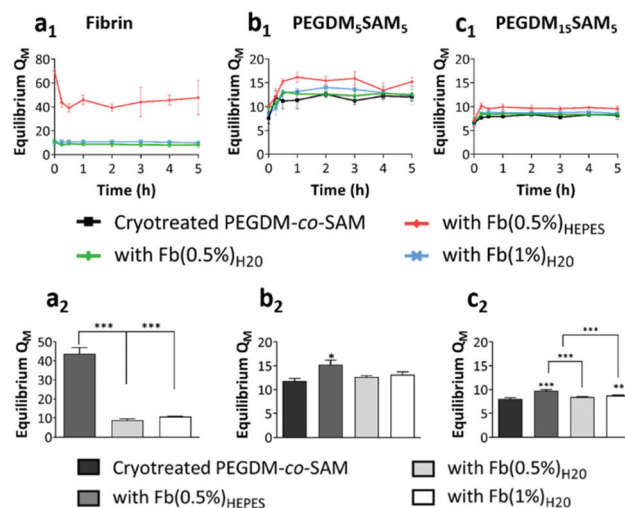 a1 Fibrin
b1 PEGDM5SAM5
c1 PEGDM15SAM5
Equilibrium QM
80
60
40
20
0
0 1 2 3 4 5
Time (h)
Equilibrium QM
20
15
10
5
0
0 1 2 3 4 5
Time (h)
Equilibrium QM
20
15
10
5
0
0 1 2 3 4 5
Time (h)
Cryotreated PEGDM-co-SAM
with Fb(0.5%)HEPES
with Fb(0.5%)H20
with Fb(1%)H20
a2
Equilibrium QM
50
40
30
20
10
0
*** ***
b2
Equilibrium QM
20
15
10
5
0
*
c2
Equilibrium QM
20
15
10
5
0
***
***
***
**
Cryotreated PEGDM-co-SAM
with Fb(0.5%)H20
with Fb(0.5%)HEPES
with Fb(1%)H20